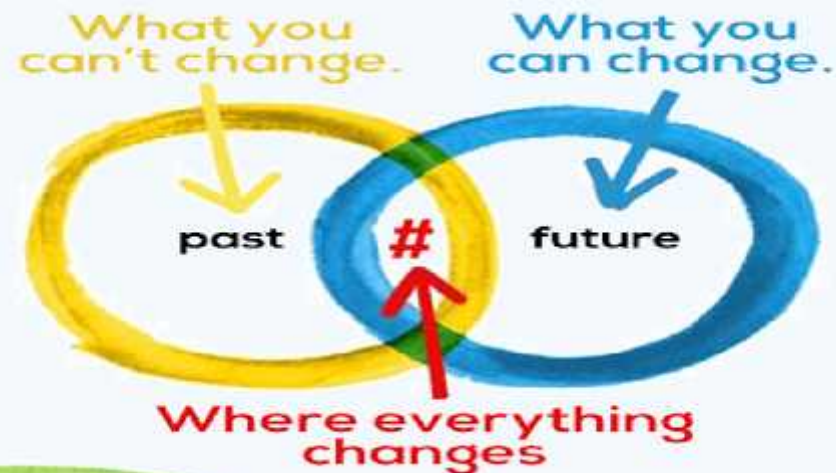 What you
can't change.
What you
can change.
past
#
future
Where everything
changes